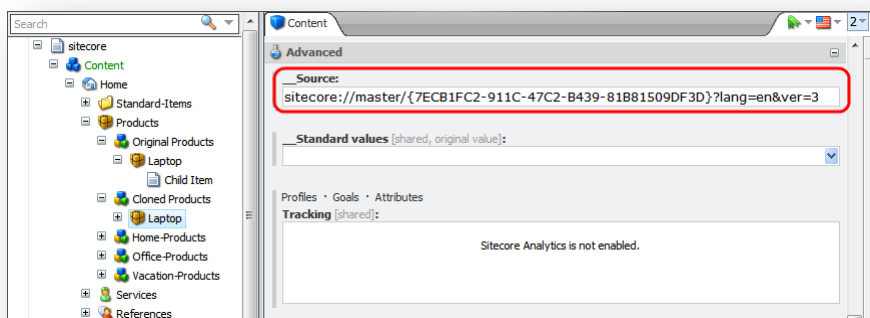 Search
sitecore
Content
Home
Standard-Items
Products
Original Products
Laptop
Child Item
Cloned Products
Laptop
Home-Products
Office-Products
Vacation-Products
Services
References
Content
2
Advanced
__Source:
sitecore://master/{7ECB1FC2-911C-47C2-B439-81B81509DF3D}?lang=en&ver=3
__Standard values [shared, original value]:
Profiles · Goals · Attributes
Tracking [shared]:
Sitecore Analytics is not enabled.